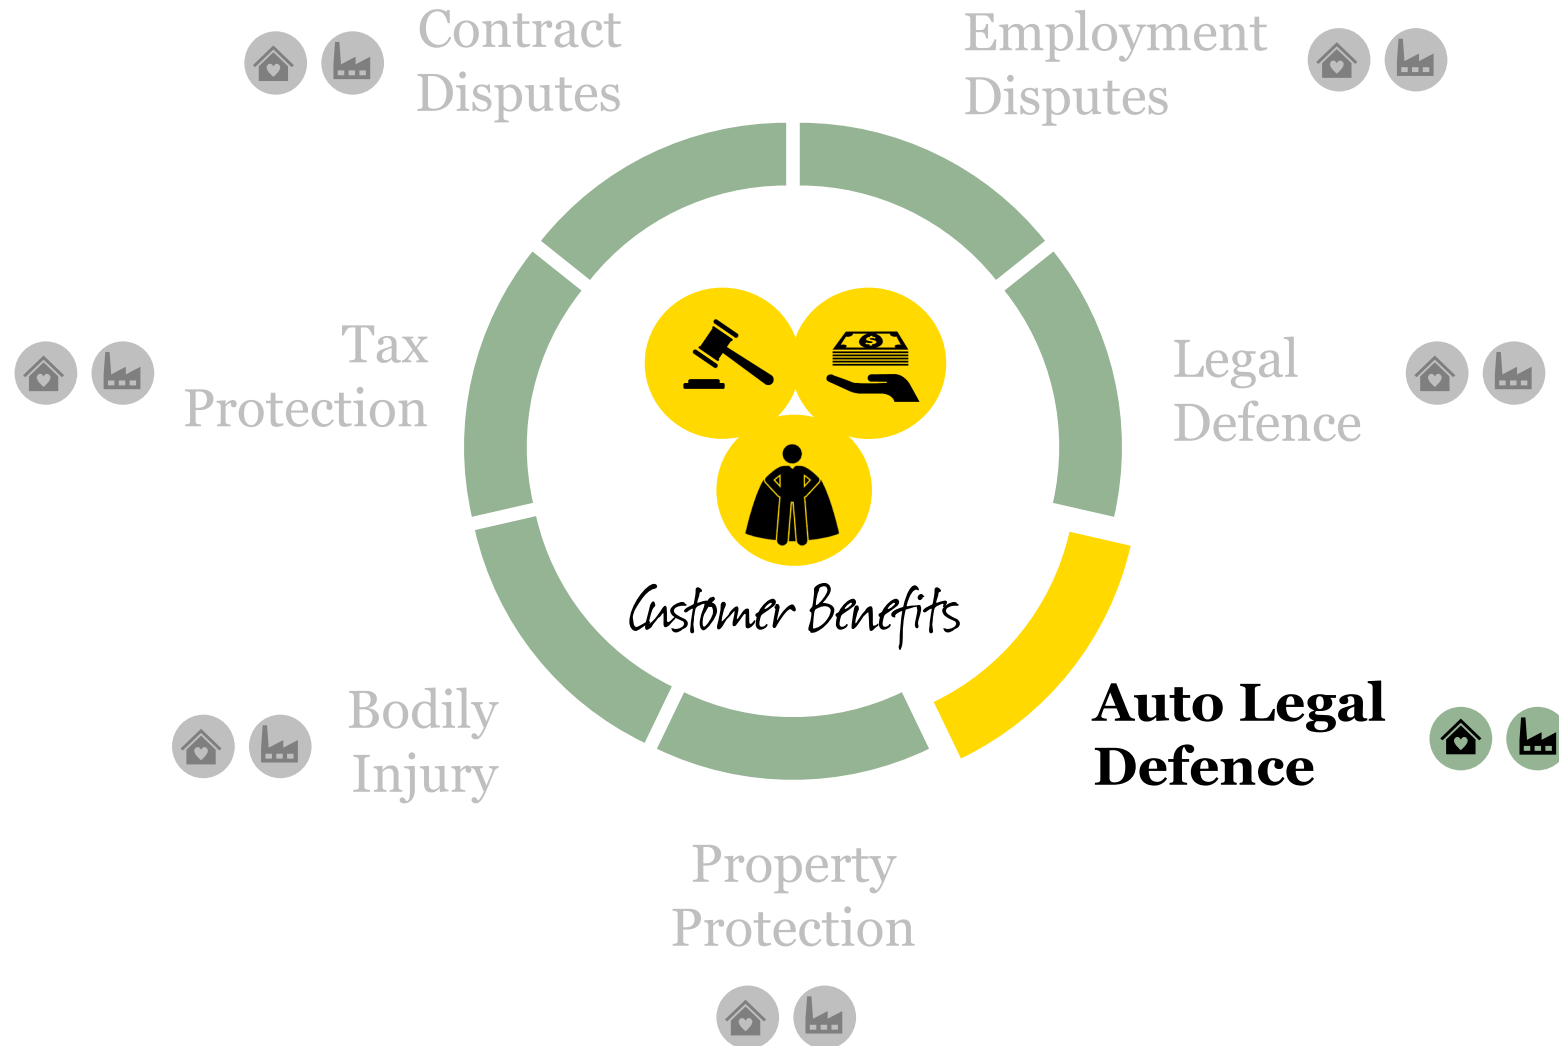 Contract
Disputes
Employment
Disputes
Tax
Protection
Legal
Defence
Customer Benefits
Bodily
Injury
Auto Legal
Defence
Property
Protection